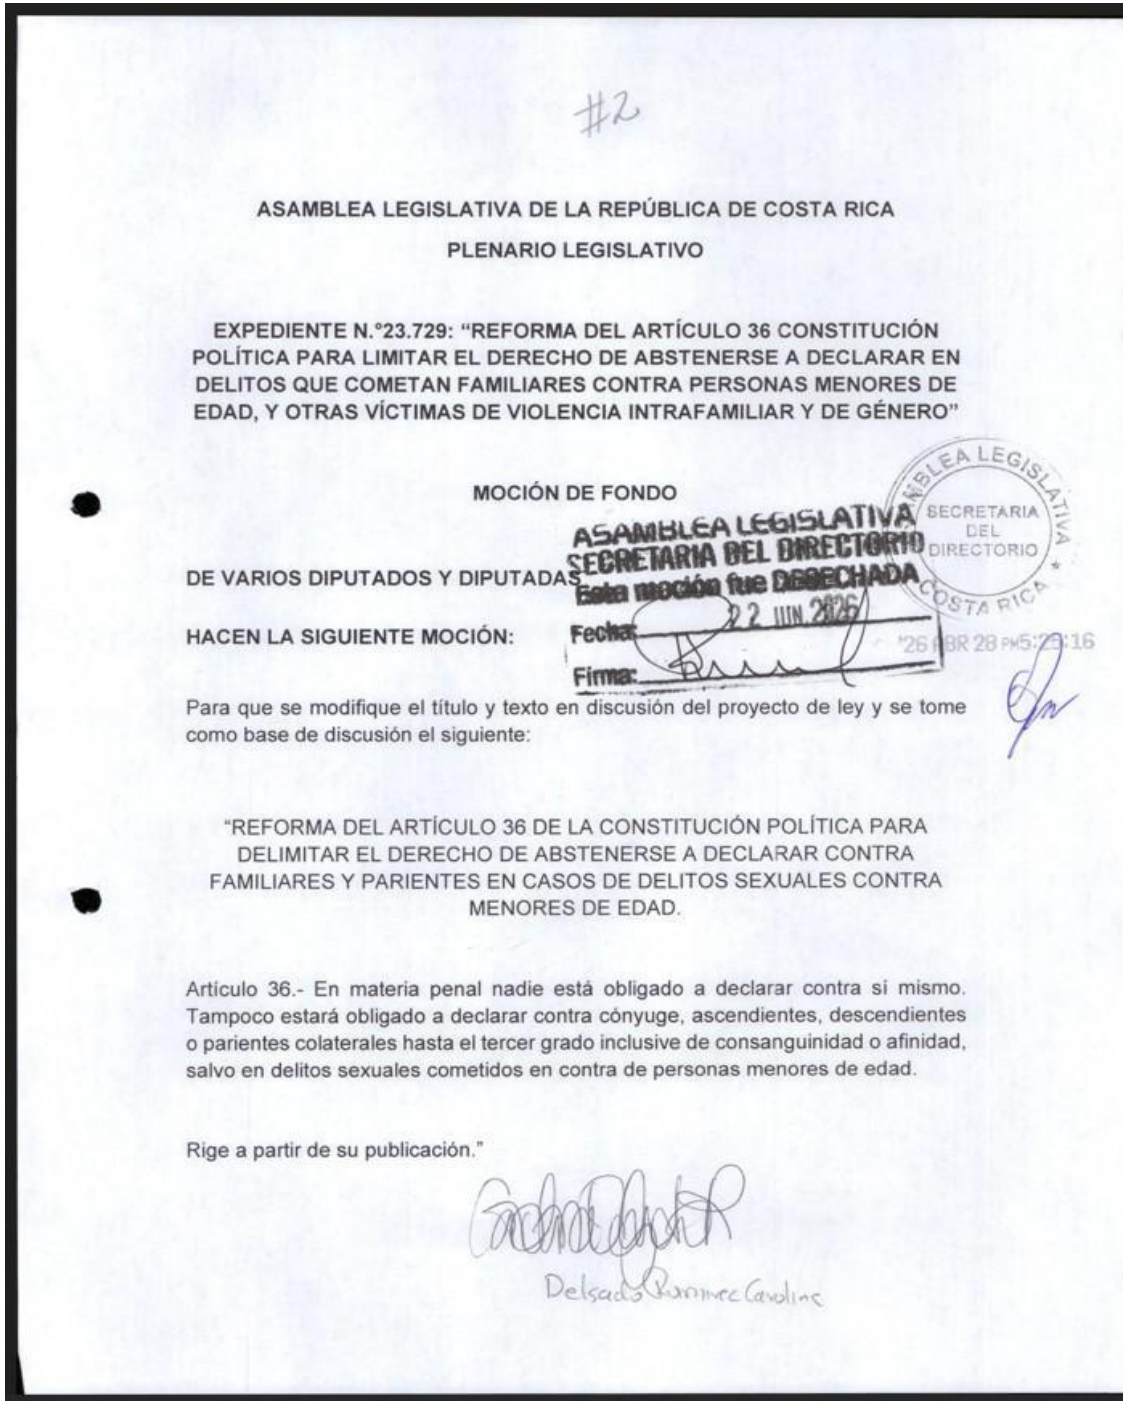 #2
ASAMBLEA LEGISLATIVA DE LA REPÚBLICA DE COSTA RICA
PLENARIO LEGISLATIVO
EXPEDIENTE N.°23.729: “REFORMA DEL ARTÍCULO 36 CONSTITUCIÓN
POLÍTICA PARA LIMITAR EL DERECHO DE ABSTENERSE A DECLARAR EN
DELITOS QUE COMETAN FAMILIARES CONTRA PERSONAS MENORES DE
EDAD, Y OTRAS VÍCTIMAS DE VIOLENCIA INTRAFAMILIAR Y DE GÉNERO”
MOCIÓN DE FONDO
ASAMBLEA LEGISLATIVA
SECRETARIA DEL DIRECTORIO
Esta moción fue DESECHADA
Fecha: 22 JUN. 2026
Firma:
ASAMBLEA LEGISLATIVA
SECRETARIA
DEL
DIRECTORIO
COSTA RICA *
'26 ABR 28 PM5:25:16
DE VARIOS DIPUTADOS Y DIPUTADAS
HACEN LA SIGUIENTE MOCIÓN:
Para que se modifique el título y texto en discusión del proyecto de ley y se tome
como base de discusión el siguiente:
“REFORMA DEL ARTÍCULO 36 DE LA CONSTITUCIÓN POLÍTICA PARA
DELIMITAR EL DERECHO DE ABSTENERSE A DECLARAR CONTRA
FAMILIARES Y PARIENTES EN CASOS DE DELITOS SEXUALES CONTRA
MENORES DE EDAD.
Artículo 36.- En materia penal nadie está obligado a declarar contra si mismo.
Tampoco estará obligado a declarar contra cónyuge, ascendientes, descendientes
o parientes colaterales hasta el tercer grado inclusive de consanguinidad o afinidad,
salvo en delitos sexuales cometidos en contra de personas menores de edad.
Rige a partir de su publicación.”
Delgado Ramírez Carolina